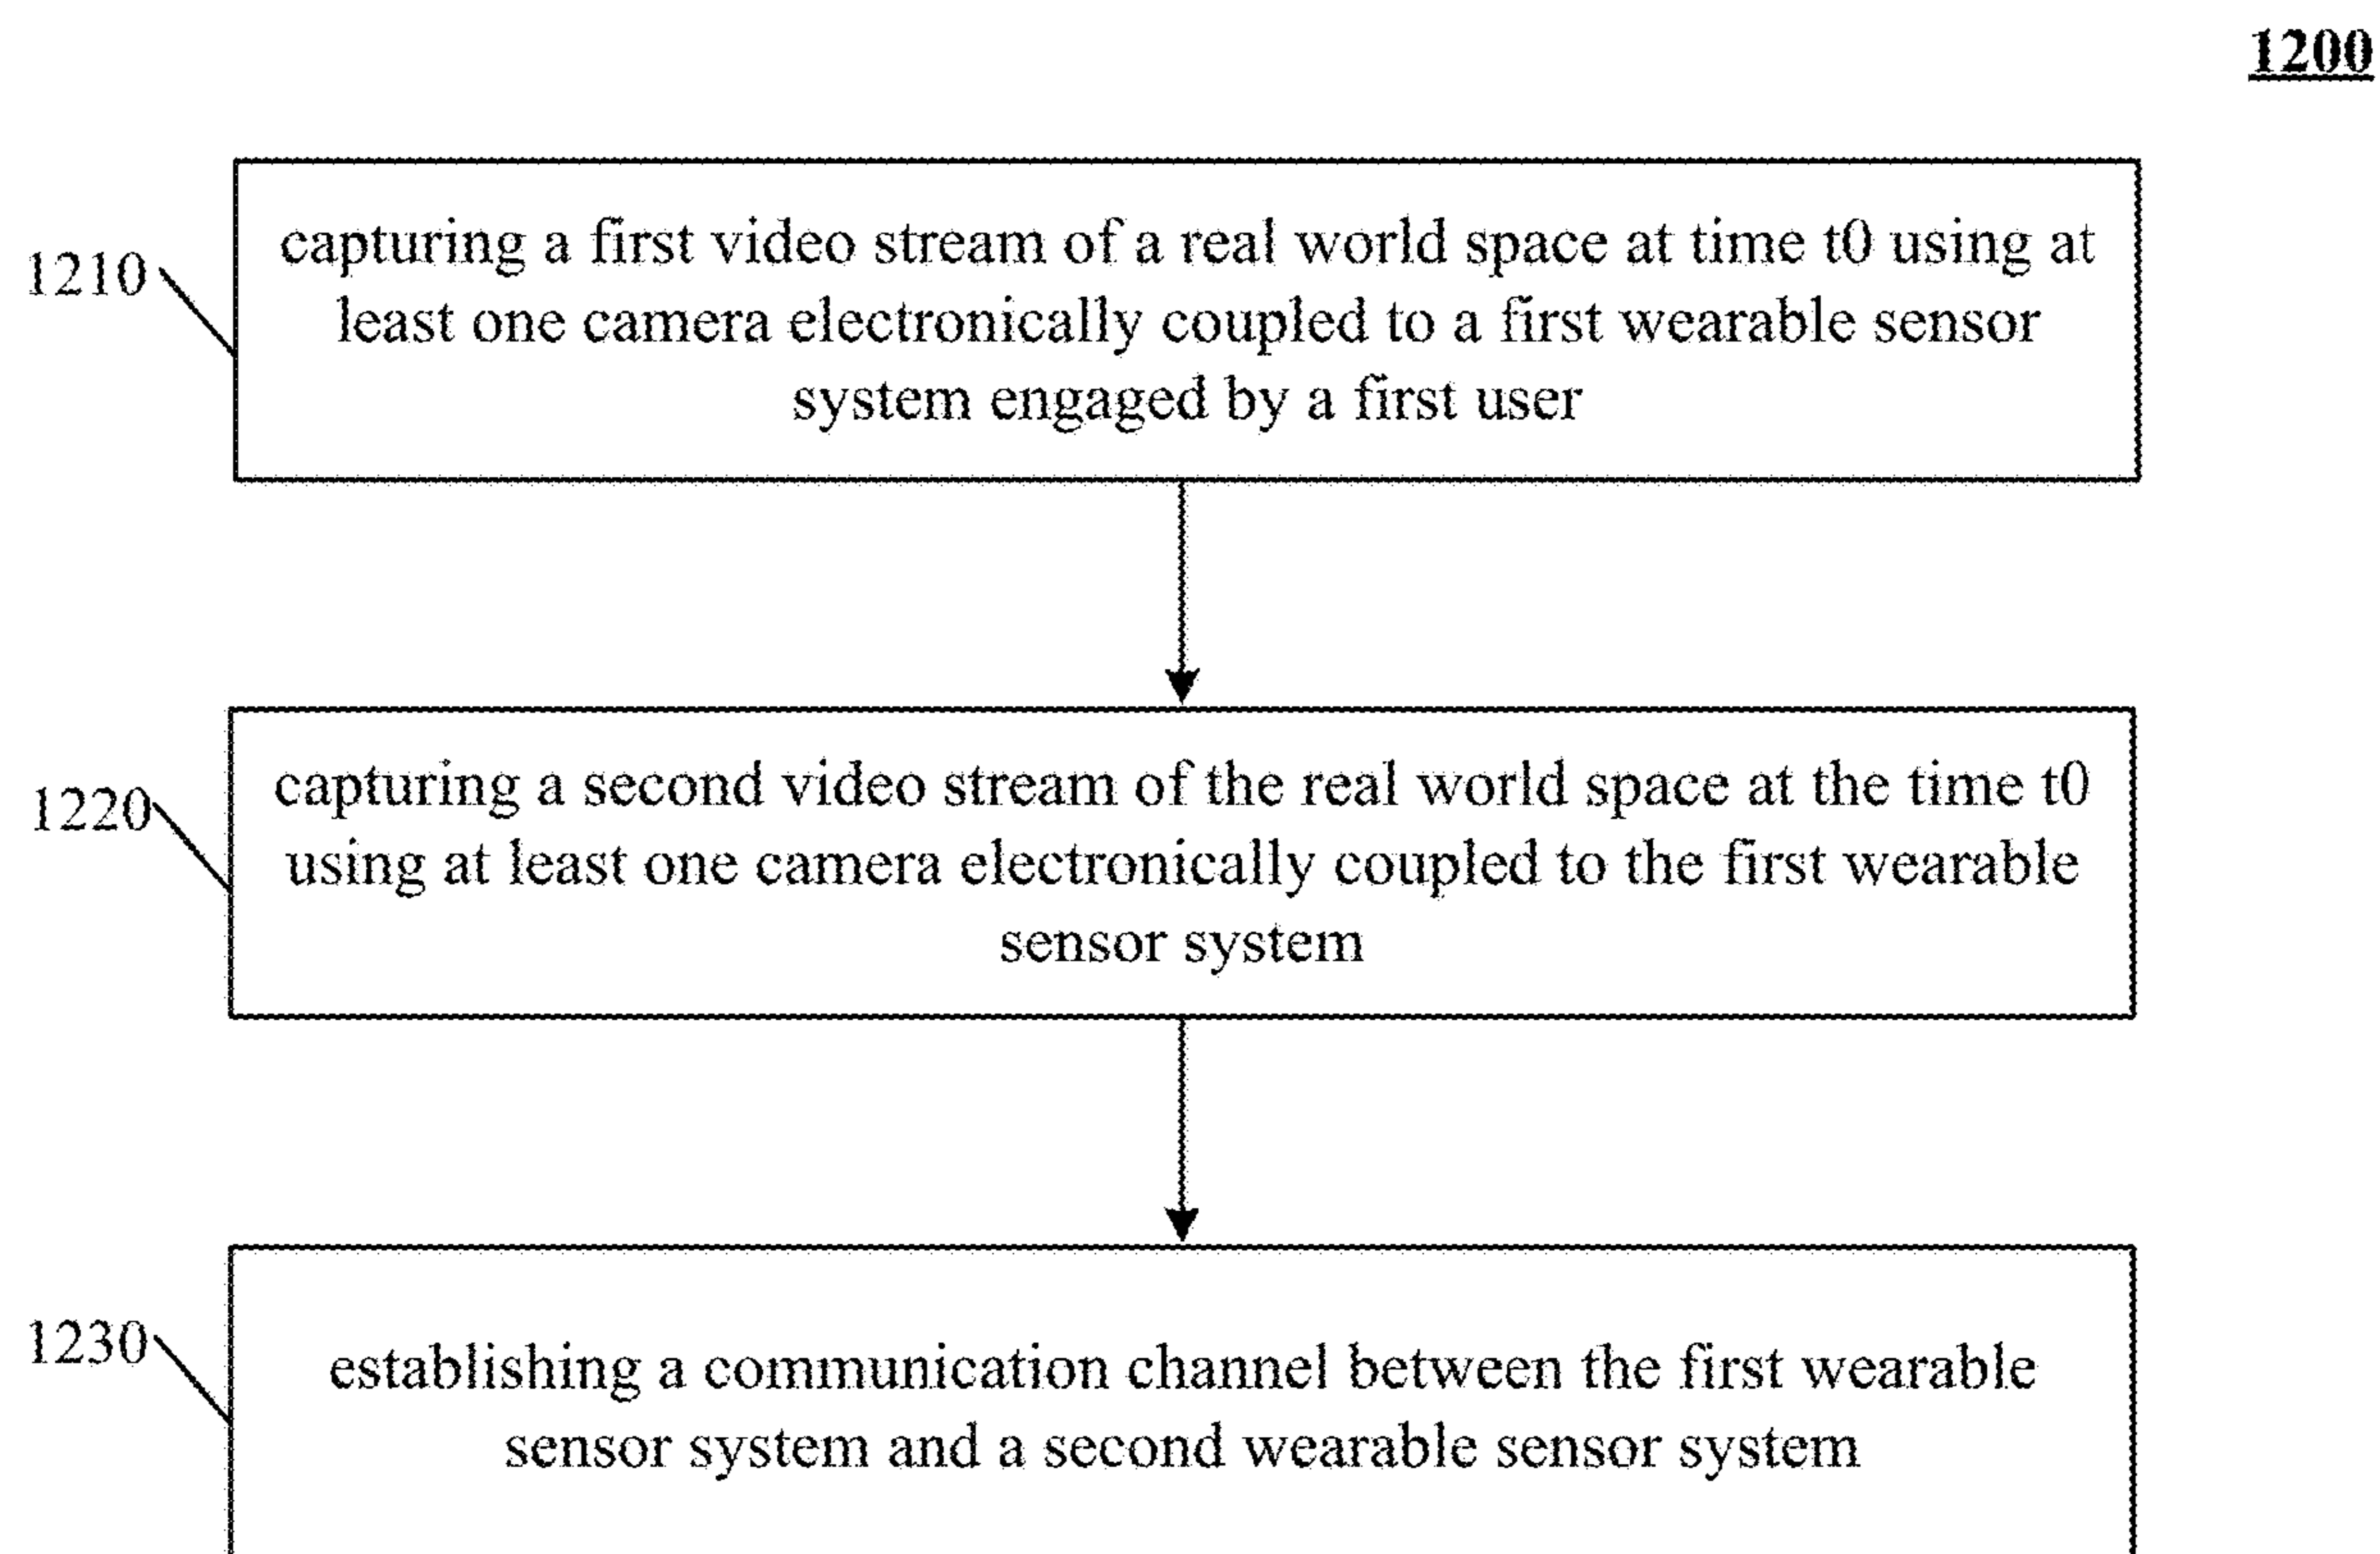 1200
1210
capturing a first video stream of a real world space at time t0 using at
least one camera electronically coupled to a first wearable sensor
system engaged by a first user
1220
capturing a second video stream of the real world space at the time t0
using at least one camera electronically coupled to the first wearable
sensor system
1230
establishing a communication channel between the first wearable
sensor system and a second wearable sensor system